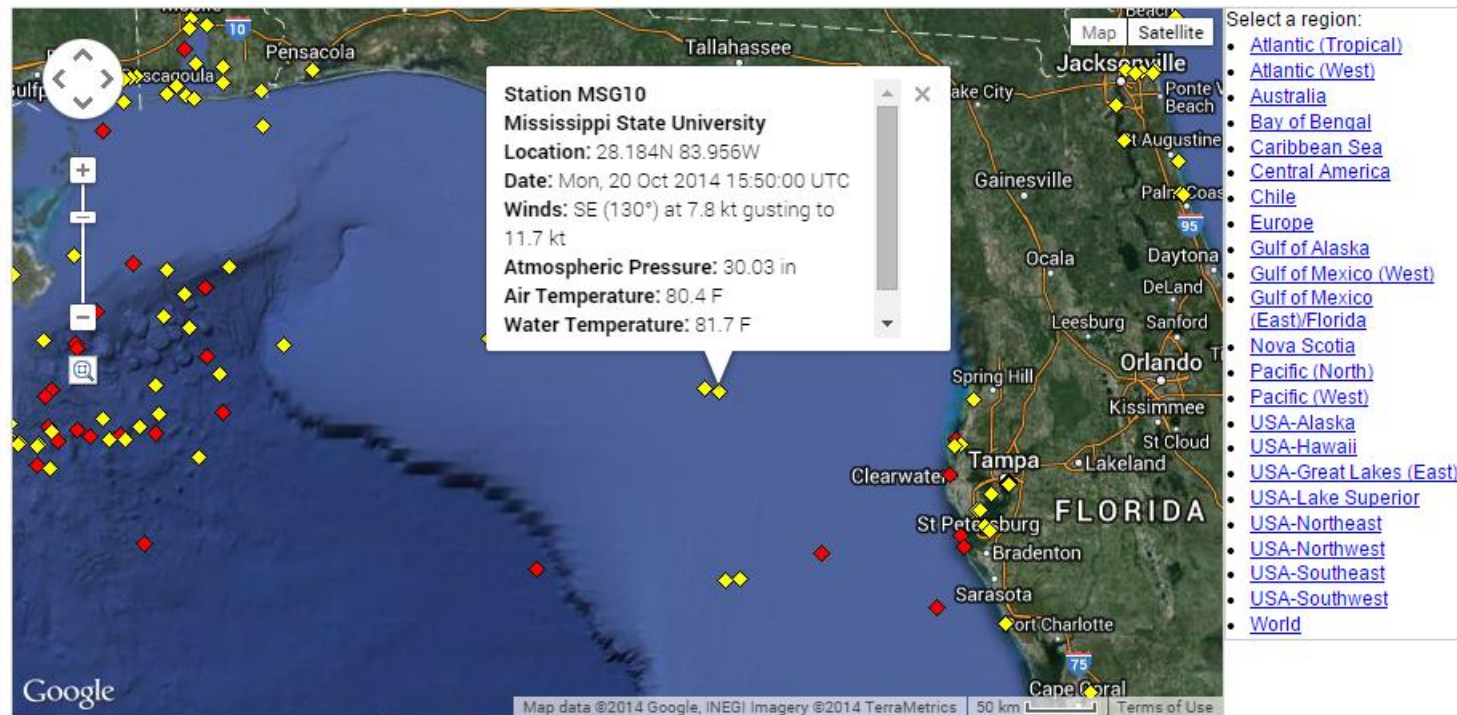 Mobile
10
Pensacola
Tallahassee
Beach
Map
Satellite
Jacksonville
ake City
Ponte V
Beach
Gulfp
scagoula
St Augustine
Gainesville
Palm Coas
95
Ocala
Daytona
DeLand
Leesburg
Sanford
Orlando
Spring Hill
Kissimmee
St Cloud
Tampa
Lakeland
Clearwater
FLORIDA
St Petersburg
Bradenton
Sarasota
ort Charlotte
75
Cape Coral
Station MSG10
Mississippi State University
Location: 28.184N 83.956W
Date: Mon, 20 Oct 2014 15:50:00 UTC
Winds: SE (130°) at 7.8 kt gusting to
11.7 kt
Atmospheric Pressure: 30.03 in
Air Temperature: 80.4 F
Water Temperature: 81.7 F
Google
Map data ©2014 Google, INEGI Imagery ©2014 TerraMetrics
50 km
Terms of Use
Select a region:
Atlantic (Tropical)
Atlantic (West)
Australia
Bay of Bengal
Caribbean Sea
Central America
Chile
Europe
Gulf of Alaska
Gulf of Mexico (West)
Gulf of Mexico
(East)/Florida
Nova Scotia
Pacific (North)
Pacific (West)
USA-Alaska
USA-Hawaii
USA-Great Lakes (East)
USA-Lake Superior
USA-Northeast
USA-Northwest
USA-Southeast
USA-Southwest
World